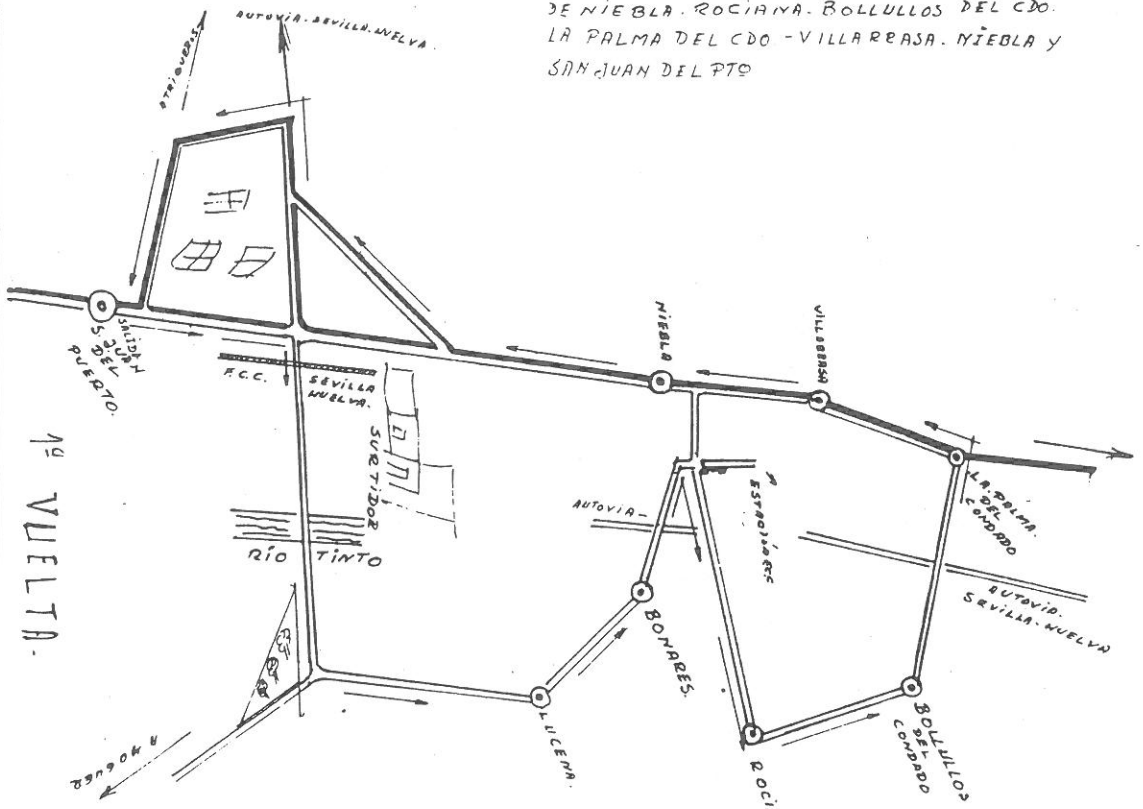 DE NIEBLA. ROCIANA. BOLLULLOS DEL CDO.
LA PALMA DEL CDO - VILLARRASA. NIEBLA Y
SAN JUAN DEL PTO
AUTOVIA. SEVILLA. HUELVA.
NIEBLA
VILLARRASA
SALIDA
S. JUAN
DEL
PUERTO.
F.C.C.
SEVILLA
HUELVA.
SURTIDOR
AUTOVIA
LA PALMA.
DEL
CONDADO
AUTOVIA.
SEVILLA-HUELVA
RÍO TINTO
1ª VUELTA.
BONARES.
LUCENA.
ROCI
BOLLULLOS
DEL
CONDADO
A MOGUER